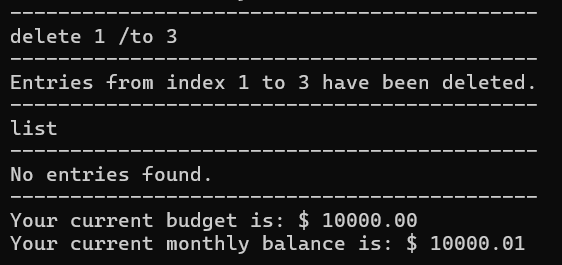 --------------------------------------------
delete 1 /to 3
--------------------------------------------
Entries from index 1 to 3 have been deleted.
--------------------------------------------
list
--------------------------------------------
No entries found.
--------------------------------------------
Your current budget is: $ 10000.00
Your current monthly balance is: $ 10000.01